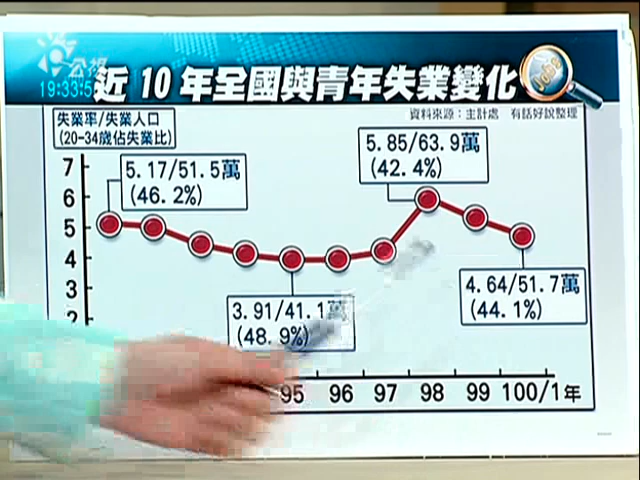 公視
19:33:5
近 10 年全國與青年失業變化
Jobs
資料來源：主計處 有話好說整理
失業率/失業人口
(20-34歲佔失業比)
5.17/51.5萬
(46.2%)
5.85/63.9萬
(42.4%)
3.91/41.1萬
(48.9%)
4.64/51.7萬
(44.1%)
7
6
5
4
3
2
95 96 97 98 99 100/1年